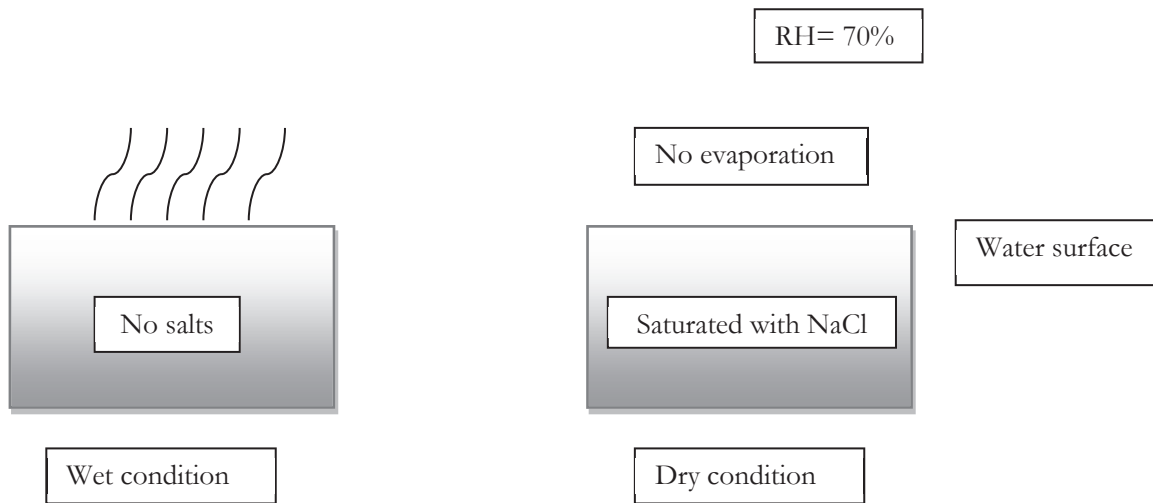 RH= 70%
No evaporation
Water surface
No salts
Saturated with NaCl
Wet condition
Dry condition